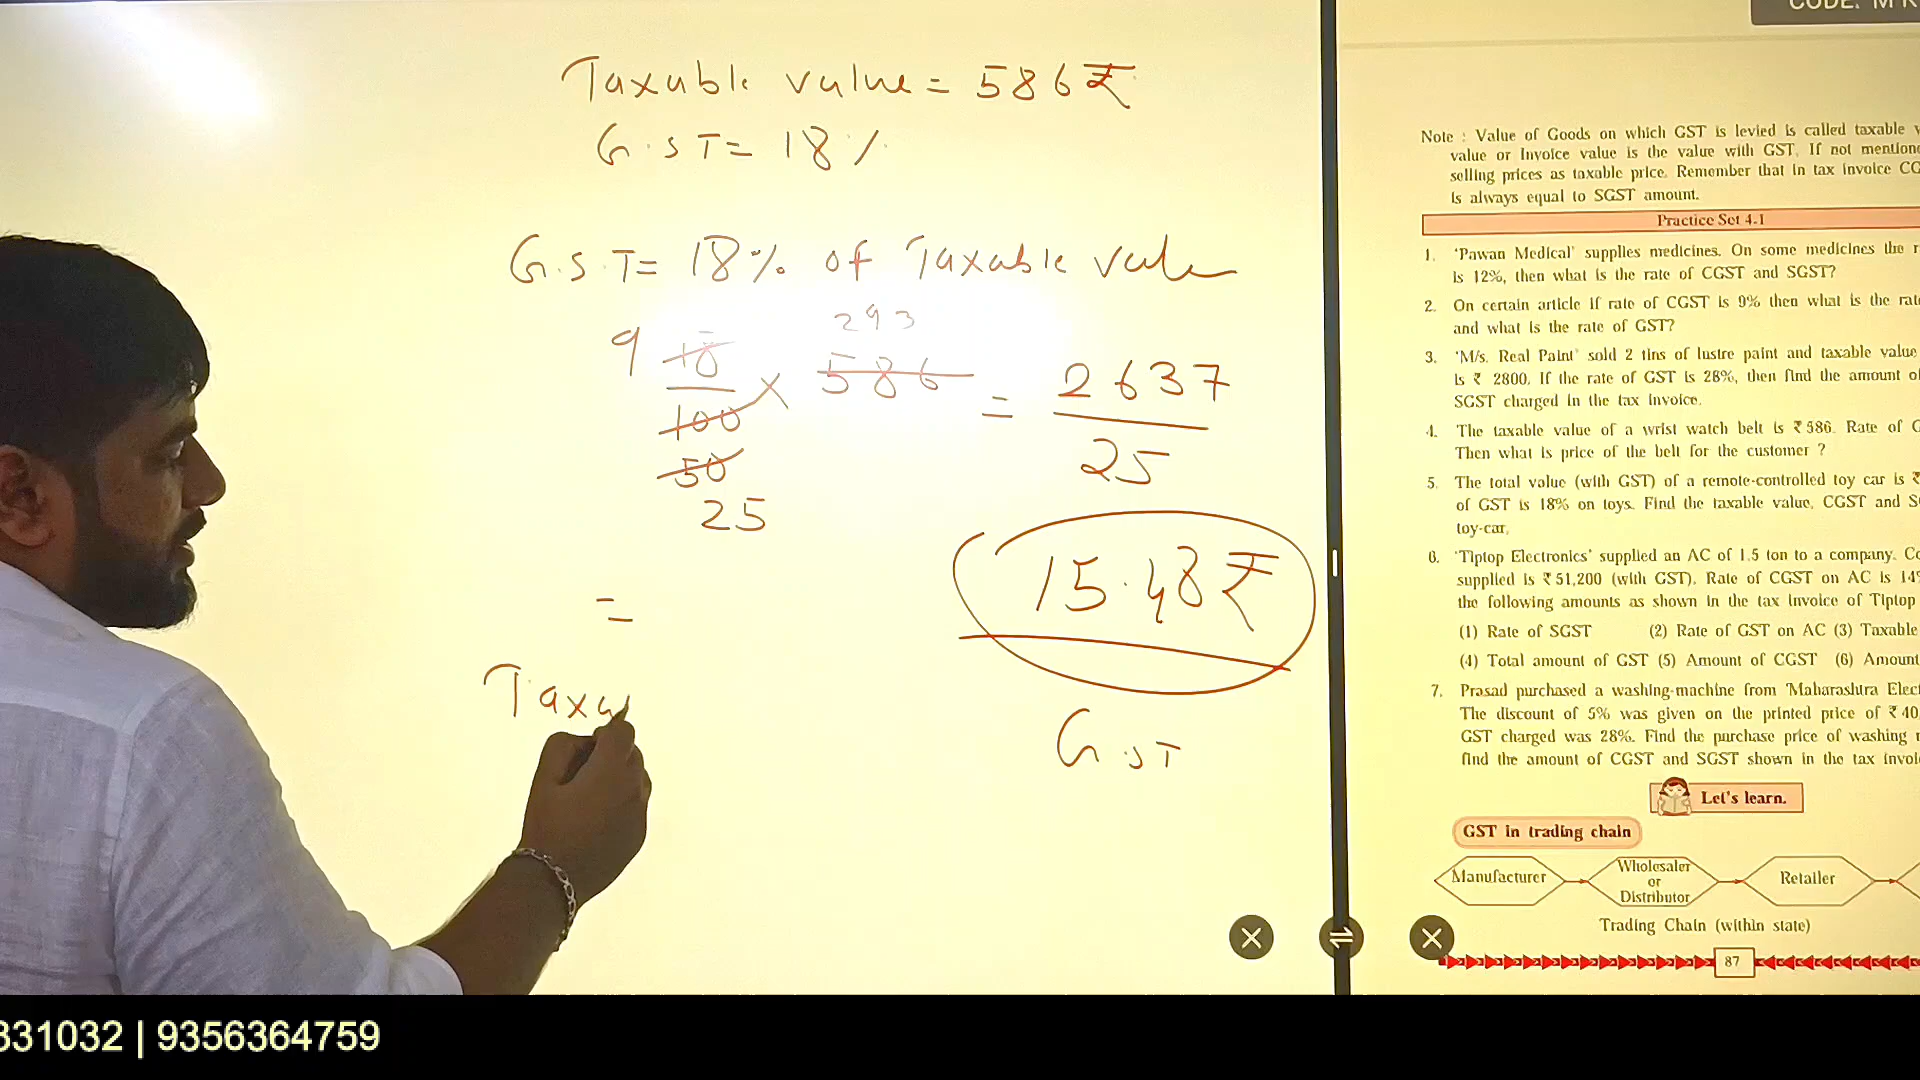 Taxable value = 586 ₹
G.S T = 18 %
G.S.T = 18% of Taxable value
9 18 293
100 × 586 = 2637
50 25
25
15.48 ₹
=
Taxa
G.ST
CODE: M K
Note : Value of Goods on which GST is levied is called taxable
value or Invoice value is the value with GST. If not
selling prices as taxable price. Remember that in tax invoice
is always equal to SGST amount.
Practice Set 4.1
1. 'Pawan Medical' supplies medicines. On some medicines the
is 12%, then what is the rate of CGST and SGST?
2. On certain article if rate of CGST is 9% then what is the
and what is the rate of GST?
3. 'M/s. Real Paint' sold 2 tins of lustre paint and taxable value
is ₹ 2800. If the rate of GST is 28%, then find the amount
SGST charged in the tax invoice.
4. The taxable value of a wrist watch belt is ₹ 586. Rate of
Then what is price of the belt for the customer ?
5. The total value (with GST) of a remote-controlled toy car is ₹
of GST is 18% on toys. Find the taxable value, CGST and
toy-car.
6. 'Tiptop Electronics' supplied an AC of 1.5 ton to a company.
supplied is ₹ 51,200 (with GST). Rate of CGST on AC is 14
the following amounts as shown in the tax invoice of Tiptop
(1) Rate of SGST (2) Rate of GST on AC (3) Taxable
(4) Total amount of GST (5) Amount of CGST (6) Amount
7. Prasad purchased a washing-machine from 'Maharashtra
The discount of 5% was given on the printed price of ₹ 40
GST charged was 28%. Find the purchase price of washing
find the amount of CGST and SGST shown in the tax
Let's learn.
GST in trading chain
Manufacturer
Wholesaler
or
Distributor
Retailer
Trading Chain (within state)
87
331032 | 9356364759